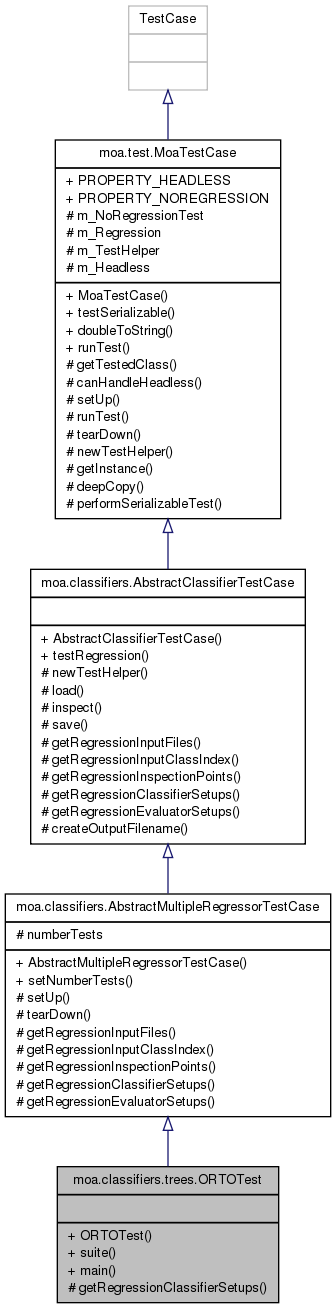 TestCase
moa.test.MoaTestCase
+ PROPERTY_HEADLESS
+ PROPERTY_NOREGRESSION
# m_NoRegressionTest
# m_Regression
# m_TestHelper
# m_Headless
+ MoaTestCase()
+ testSerializable()
+ doubleToString()
+ runTest()
# getTestedClass()
# canHandleHeadless()
# setUp()
# runTest()
# tearDown()
# newTestHelper()
# getInstance()
# deepCopy()
# performSerializableTest()
moa.classifiers.AbstractClassifierTestCase
+ AbstractClassifierTestCase()
+ testRegression()
# newTestHelper()
# load()
# inspect()
# save()
# getRegressionInputFiles()
# getRegressionInputClassIndex()
# getRegressionInspectionPoints()
# getRegressionClassifierSetups()
# getRegressionEvaluatorSetups()
# createOutputFilename()
moa.classifiers.AbstractMultipleRegressorTestCase
# numberTests
+ AbstractMultipleRegressorTestCase()
+ setNumberTests()
# setUp()
# tearDown()
# getRegressionInputFiles()
# getRegressionInputClassIndex()
# getRegressionInspectionPoints()
# getRegressionClassifierSetups()
# getRegressionEvaluatorSetups()
moa.classifiers.trees.ORTOTest
+ ORTOTest()
+ suite()
+ main()
# getRegressionClassifierSetups()